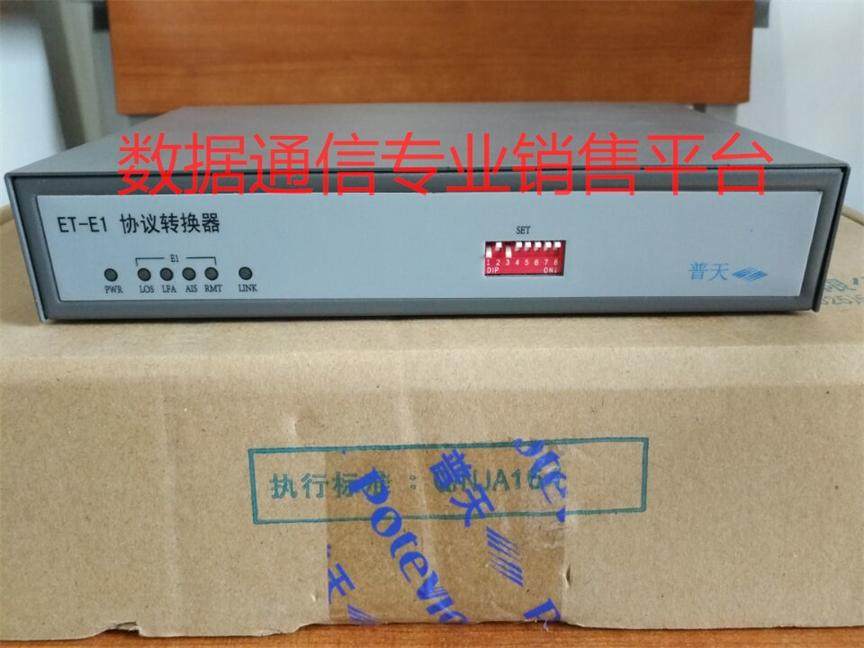 数据通信专业销售平台
ET-E1 协议转换器
SET
E1
1 2 3 4 5 6 7 8
DIP ON
普天
PWR LOS LFA AIS RMT LINK
执行标准：
NJA16
普天
Potevio